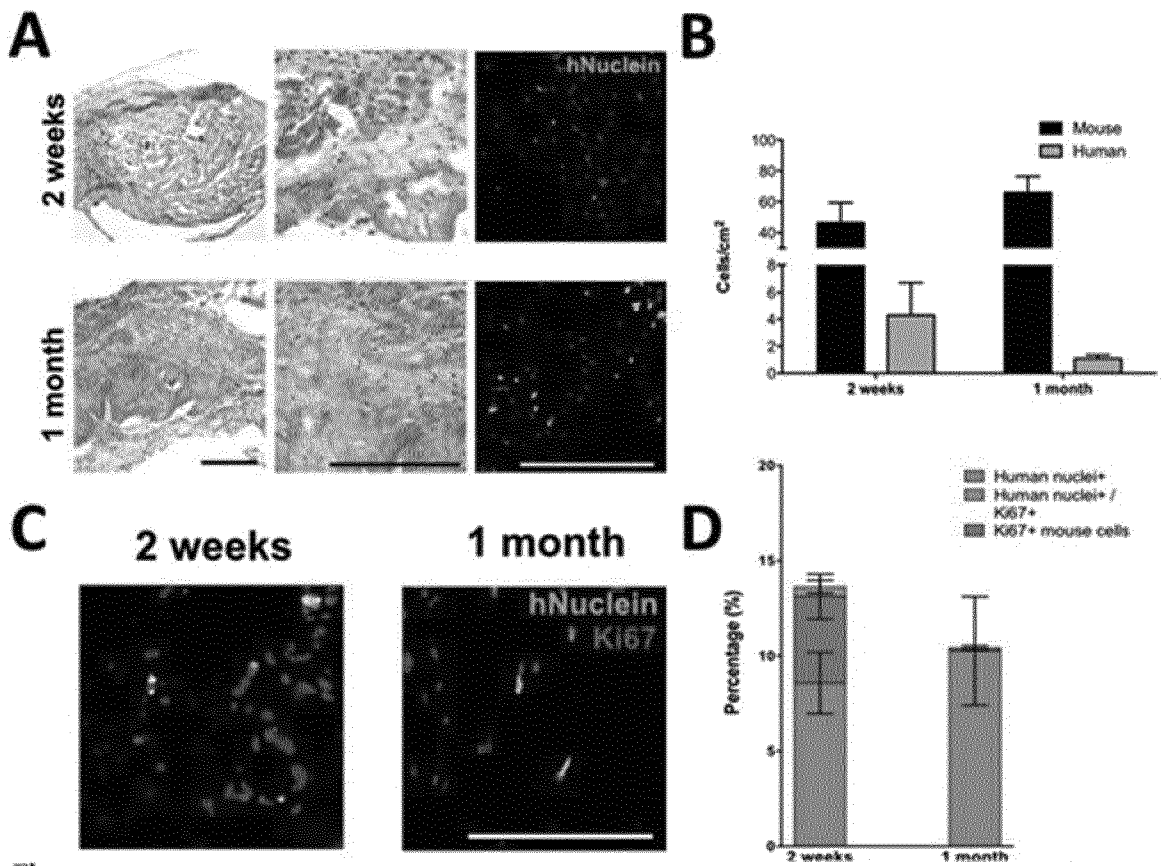 A
2 weeks
hNuclein
1 month
B
Mouse
Human
Cells/cm²
100
80
60
40
8
6
4
2
0
2 weeks
1 month
C
2 weeks
1 month
hNuclein
Ki67
D
Human nuclei+
Human nuclei+ /
Ki67+
Ki67+ mouse cells
Percentage (%)
20
15
10
5
0
2 weeks
1 month